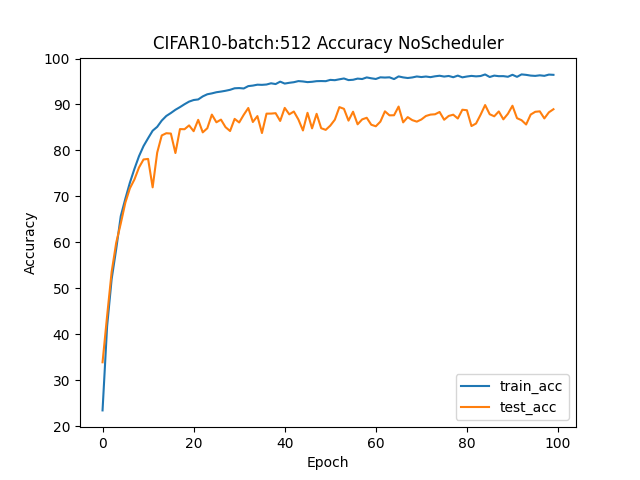 CIFAR10-batch:512 Accuracy NoScheduler
100
90
80
70
60
50
40
30
20
Accuracy
train_acc
test_acc
0 20 40 60 80 100
Epoch